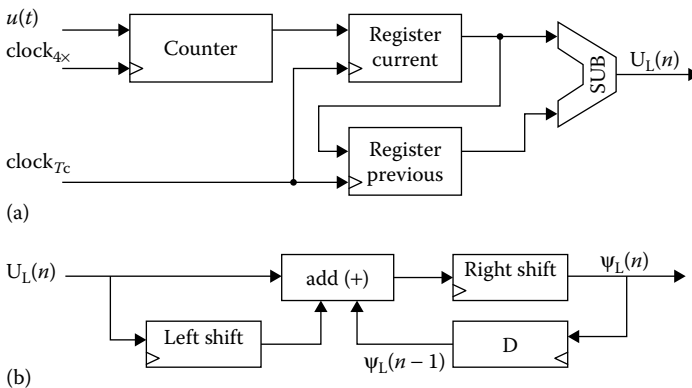 u(t)
clock4×
Counter
Register
current
SUB
UL(n)
Register
previous
clockTc
(a)
UL(n)
add (+)
Right shift
ψL(n)
Left shift
ψL(n − 1)
D
(b)